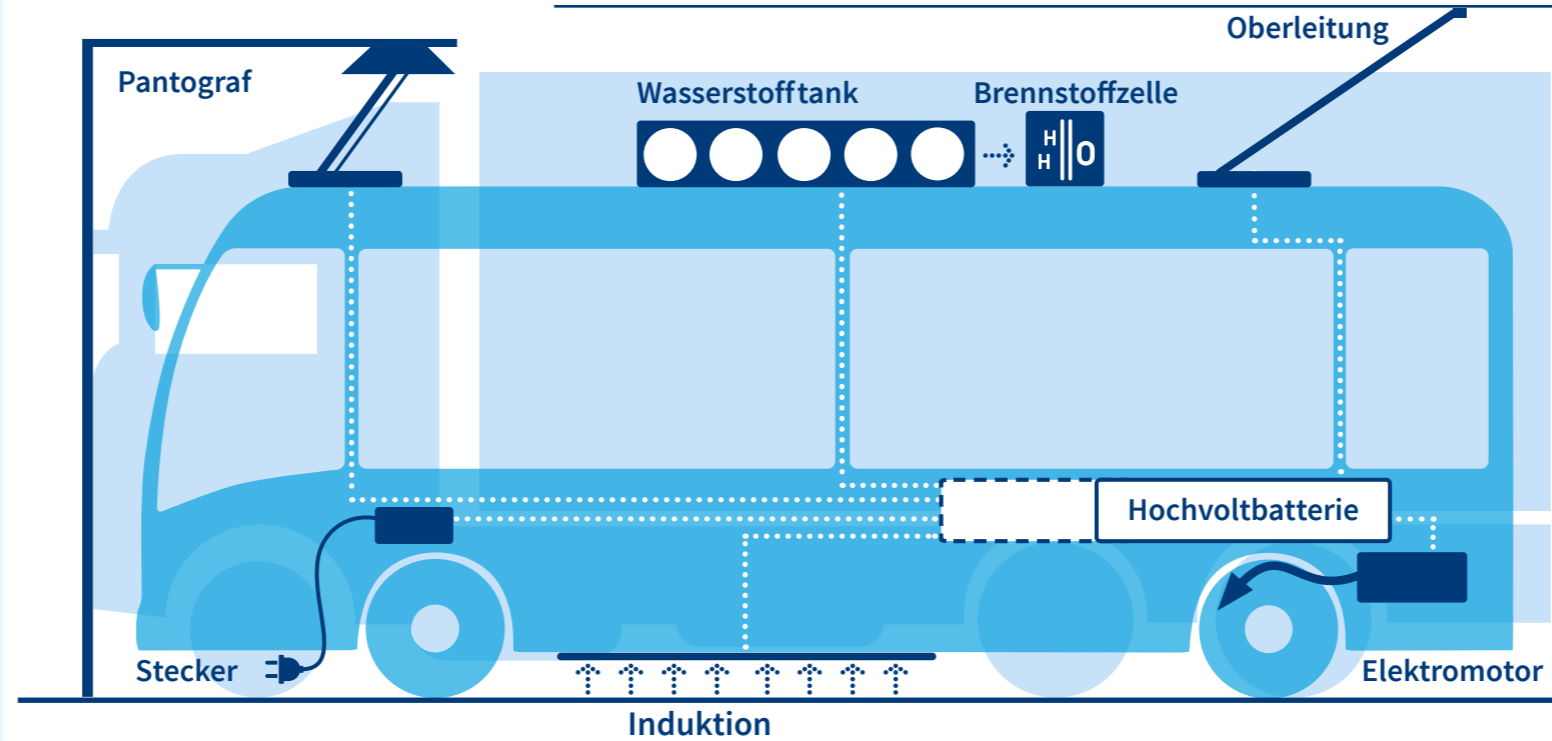 Oberleitung
Pantograf
Wasserstofftank
Brennstoffzelle
H
H
O
Hochvoltbatterie
Stecker
Elektromotor
Induktion